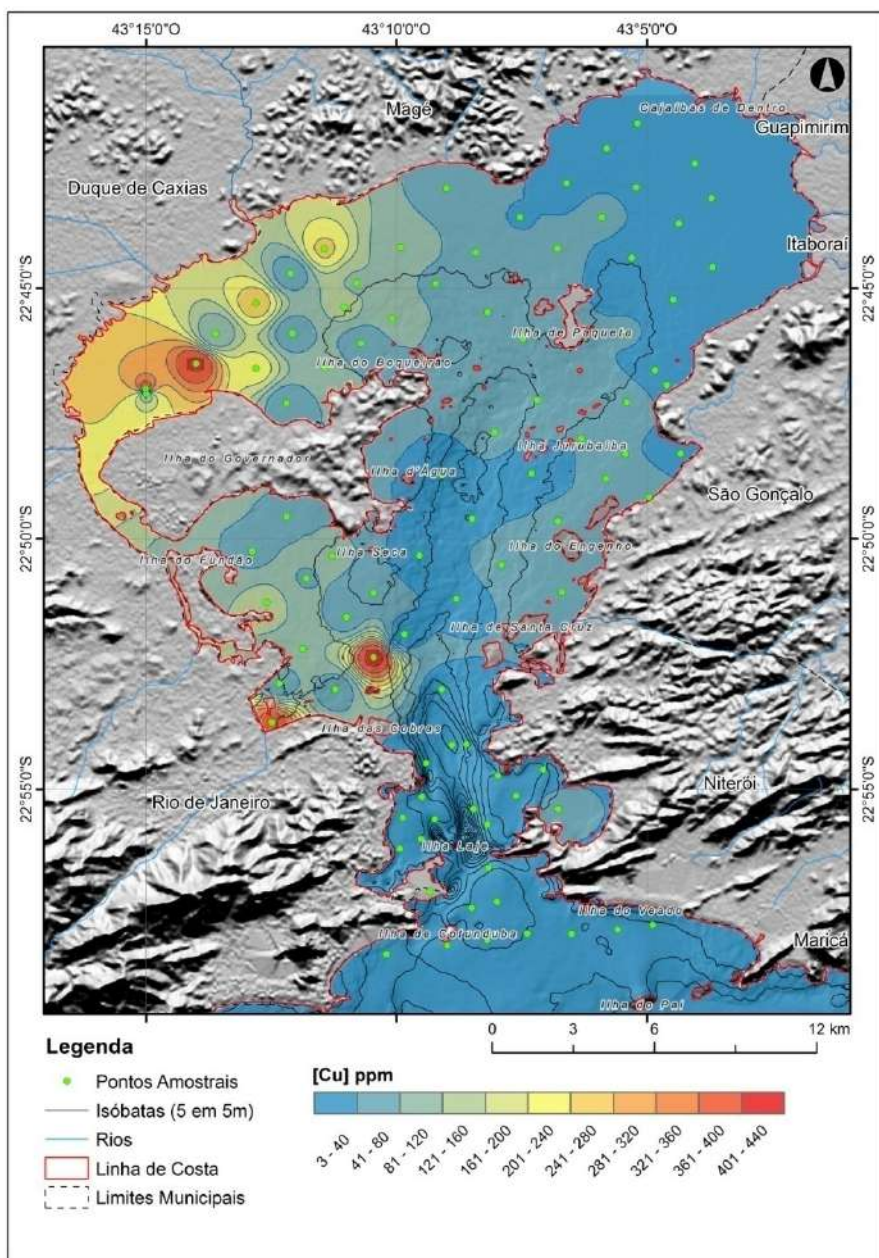 43°15'0"O 43°10'0"O 43°50'0"O
Cajaíbas de Dentro
Magé
Guapimirim
Duque de Caxias
Itaboraí
22°45'0"S 22°45'0"S
Ilha de Paquetá
Ilha do Boqueirão
Ilha Jurubaíba
Ilha do Governador
Ilha d'Água
São Gonçalo
22°50'0"S 22°50'0"S
Ilha Seca
Ilha do Engenho
Ilha do Fundão
Ilha de Santa Cruz
Ilha das Cobras
22°55'0"S 22°55'0"S
Niterói
Rio de Janeiro
Ilha Laje
Ilha do Veado
Ilha de Cotunduba
Maricá
Ilha do Pai
0 3 6 12 km
Legenda
Pontos Amostrais
Isóbatas (5 em 5m)
Rios
Linha de Costa
Limites Municipais
[Cu] ppm
3 - 40
41 - 80
81 - 120
121 - 160
161 - 200
201 - 240
241 - 280
281 - 320
321 - 360
361 - 400
401 - 440